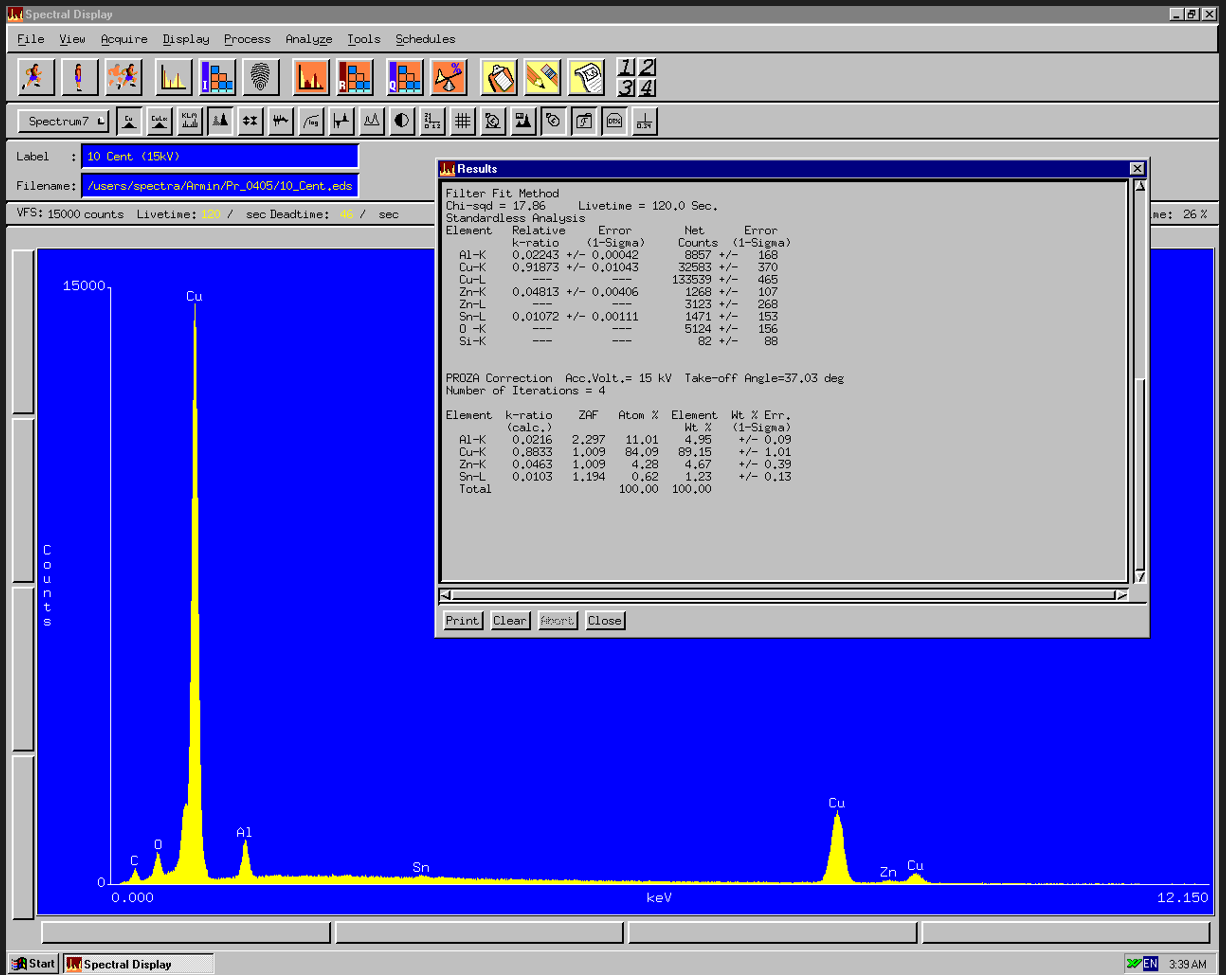 Spectral Display
File View Acquire Display Process Analyze Tools Schedules
1 2
3 4
Spectrum7
Label : 10 Cent (15kV)
Filename: /users/spectra/Armin/Pr_0405/10_Cent.eds
VFS: 15000 counts Livetime: 120 / sec Deadtime: 46 / sec
me: 26 %
Results
Filter Fit Method
Chi-sqd = 17.86 Livetime = 120.0 Sec.
Standardless Analysis
Element Relative Error Net Error
k-ratio (1-Sigma) Counts (1-Sigma)
Al-K 0.02243 +/- 0.00042 8857 +/- 168
Cu-K 0.91873 +/- 0.01043 32583 +/- 370
Cu-L --- --- 133539 +/- 465
Zn-K 0.04813 +/- 0.00406 1268 +/- 107
Zn-L --- --- 3123 +/- 268
Sn-L 0.01072 +/- 0.00111 1471 +/- 153
O -K --- --- 5124 +/- 156
Si-K --- --- 82 +/- 88
PROZA Correction Acc.Volt.= 15 kV Take-off Angle=37.03 deg
Number of Iterations = 4
Element k-ratio ZAF Atom % Element Wt % Err.
(calc.) Wt % (1-Sigma)
Al-K 0.0216 2.297 11.01 4.95 +/- 0.09
Cu-K 0.8833 1.009 84.09 89.15 +/- 1.01
Zn-K 0.0463 1.009 4.28 4.67 +/- 0.39
Sn-L 0.0103 1.194 0.62 1.23 +/- 0.13
Total 100.00 100.00
Print Clear Abort Close
15000
Cu
Counts
Cu
Al
O
C
Sn
Zn
Cu
0
0.000 keV 12.150
Start Spectral Display EN 3:39 AM